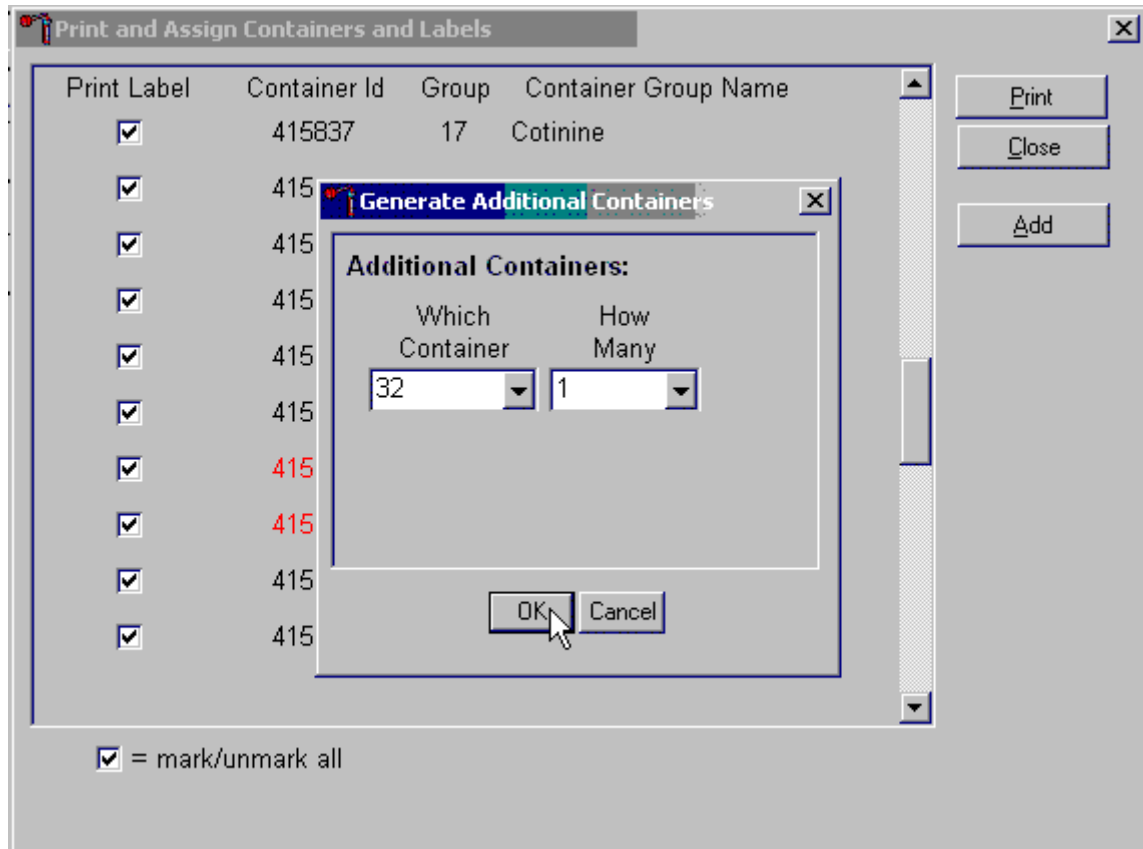 Print and Assign Containers and Labels
Print Label Container Id Group Container Group Name
415837 17 Cotinine
415
415
415
415
415
415
415
415
415
Generate Additional Containers
Additional Containers:
Which Container
How Many
32
1
OK
Cancel
Print
Close
Add
= mark/unmark all